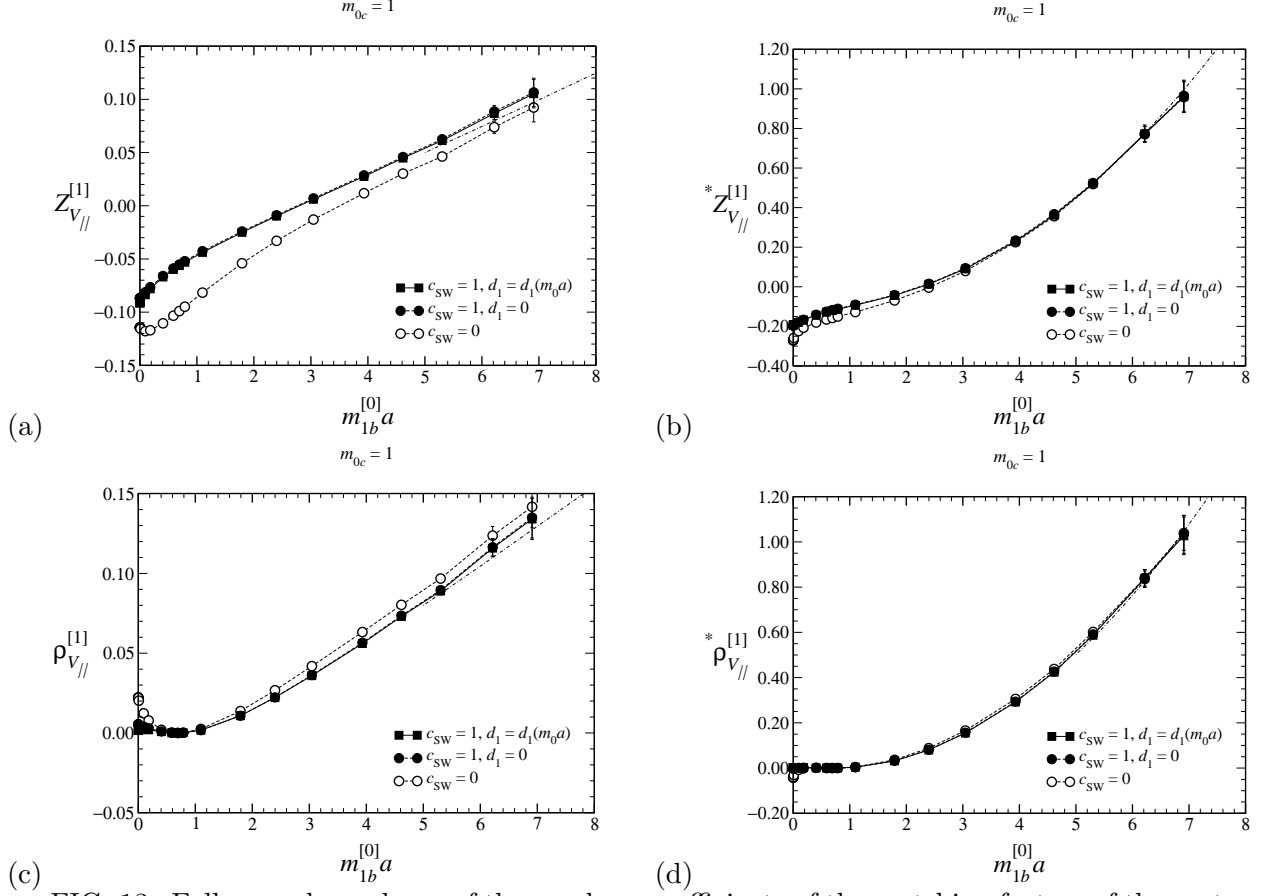 m_{0c} = 1
0.15
0.10
0.05
0.00
−0.05
−0.10
−0.15
Z_{V_{//}}^{[1]}
c_{SW} = 1, d_1 = d_1(m_0a)
c_{SW} = 1, d_1 = 0
c_{SW} = 0
0 1 2 3 4 5 6 7 8
m_{1b}^{[0]}a
(a)
m_{0c} = 1
1.20
1.00
0.80
0.60
0.40
0.20
0.00
−0.20
−0.40
*Z_{V_{//}}^{[1]}
c_{SW} = 1, d_1 = d_1(m_0a)
c_{SW} = 1, d_1 = 0
c_{SW} = 0
0 1 2 3 4 5 6 7 8
m_{1b}^{[0]}a
(b)
m_{0c} = 1
0.15
0.10
0.05
0.00
−0.05
ρ_{V_{//}}^{[1]}
c_{SW} = 1, d_1 = d_1(m_0a)
c_{SW} = 1, d_1 = 0
c_{SW} = 0
0 1 2 3 4 5 6 7 8
m_{1b}^{[0]}a
(c)
m_{0c} = 1
1.20
1.00
0.80
0.60
0.40
0.20
0.00
−0.20
*ρ_{V_{//}}^{[1]}
c_{SW} = 1, d_1 = d_1(m_0a)
c_{SW} = 1, d_1 = 0
c_{SW} = 0
0 1 2 3 4 5 6 7 8
m_{1b}^{[0]}a
(d)